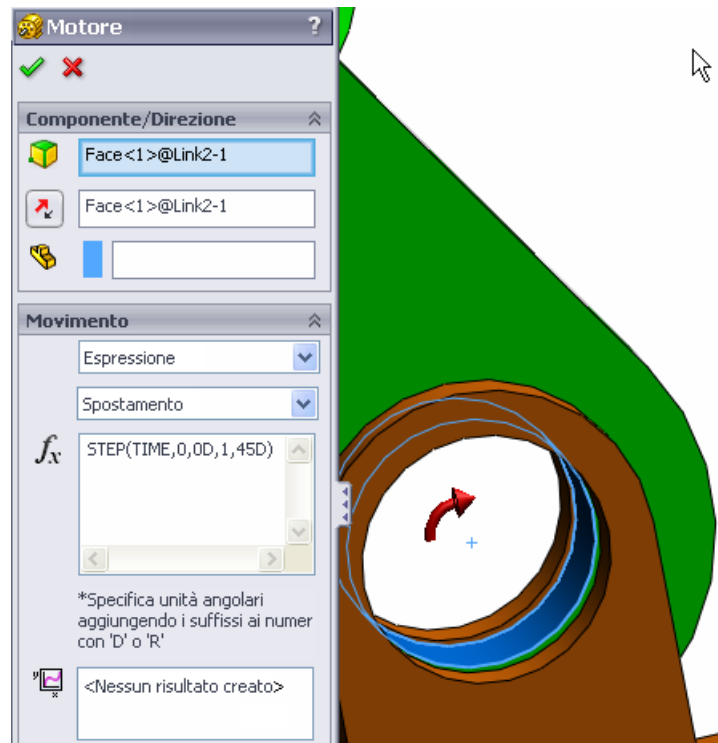 Motore ?
Componente/Direzione
Face<1>@Link2-1
Face<1>@Link2-1
Movimento
Espressione
Spostamento
fx
STEP(TIME,0,0D,1,45D)
*Specifica unità angolari
aggiungendo i suffissi ai numer
con 'D' o 'R'
<Nessun risultato creato>